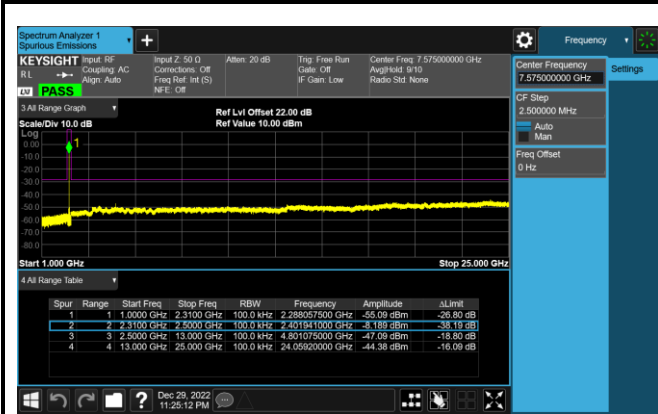 Spectrum Analyzer 1
Spurious Emissions
Frequency
KEYSIGHT
R L
LXI PASS
Input: RF
Coupling: AC
Align: Auto
Input Z: 50 Ω
Corrections: Off
Freq Ref: Int (S)
NFE: Off
Atten: 20 dB
Trig: Free Run
Gate: Off
IF Gain: Low
Center Freq: 7.575000000 GHz
Avg|Hold: 9/10
Radio Std: None
Center Frequency
7.575000000 GHz
Settings
CF Step
2.500000 MHz
Auto
Man
Freq Offset
0 Hz
3 All Range Graph
Scale/Div 10.0 dB
Ref Lvl Offset 22.00 dB
Ref Value 10.00 dBm
Log
1
0.00
-10.0
-20.0
-30.0
-40.0
-50.0
-60.0
-70.0
-80.0
Start 1.000 GHz
Stop 25.000 GHz
4 All Range Table
Spur Range Start Freq Stop Freq RBW Frequency Amplitude ΔLimit
1 1 1.0000 GHz 2.3100 GHz 100.0 kHz 2.288057500 GHz -55.09 dBm -26.80 dB
2 2 2.3100 GHz 2.5000 GHz 100.0 kHz 2.401941000 GHz -8.189 dBm -38.19 dB
3 3 2.5000 GHz 13.000 GHz 100.0 kHz 4.801075000 GHz -47.09 dBm -18.80 dB
4 4 13.000 GHz 25.000 GHz 100.0 kHz 24.05920000 GHz -44.38 dBm -16.09 dB
?
Dec 29, 2022
11:25:12 PM